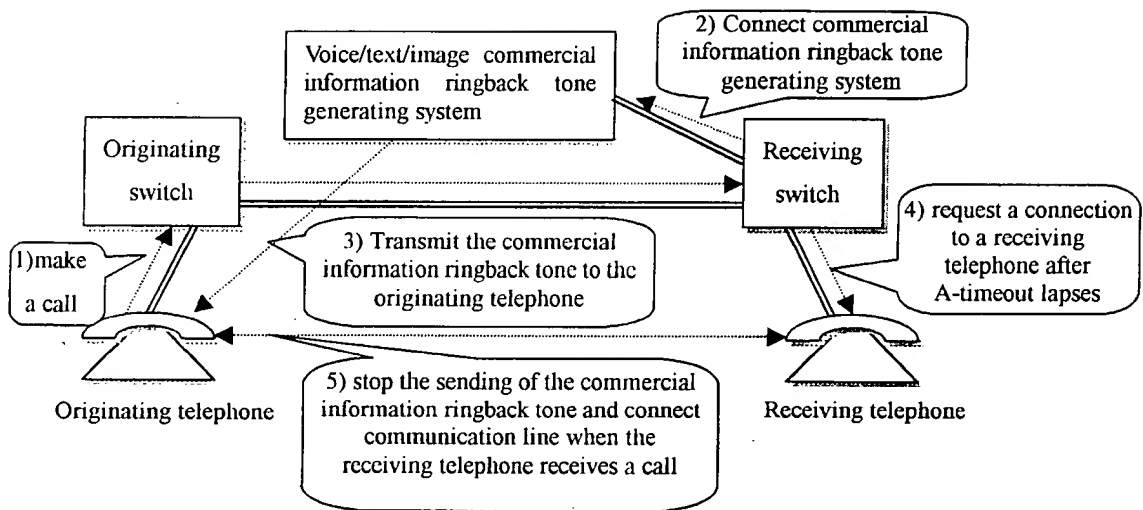 2) Connect commercial
information ringback tone
generating system
Voice/text/image commercial
information ringback tone
generating system
Originating
switch
Receiving
switch
1)make
a call
3) Transmit the commercial
information ringback tone to the
originating telephone
4) request a connection
to a receiving
telephone after
A-timeout lapses
5) stop the sending of the commercial
information ringback tone and connect
communication line when the
receiving telephone receives a call
Originating telephone
Receiving telephone